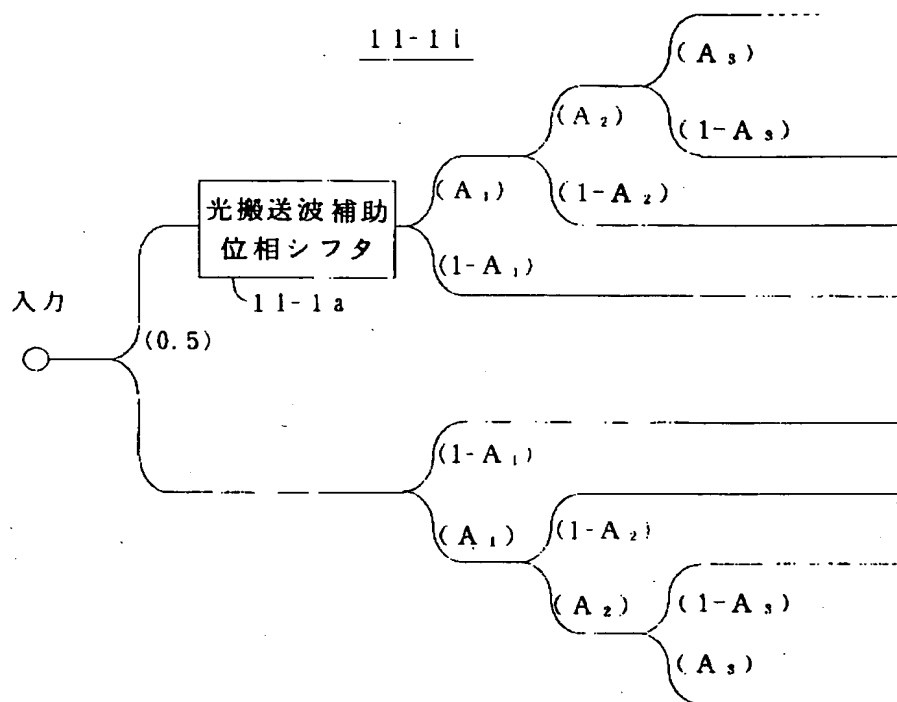 11-1i
(A₃)
(A₂)
(1-A₃)
(A₁)
(1-A₂)
光搬送波補助
位相シフタ
(1-A₁)
11-1a
入力
(0.5)
(1-A₁)
(A₁)
(1-A₂)
(A₂)
(1-A₃)
(A₃)